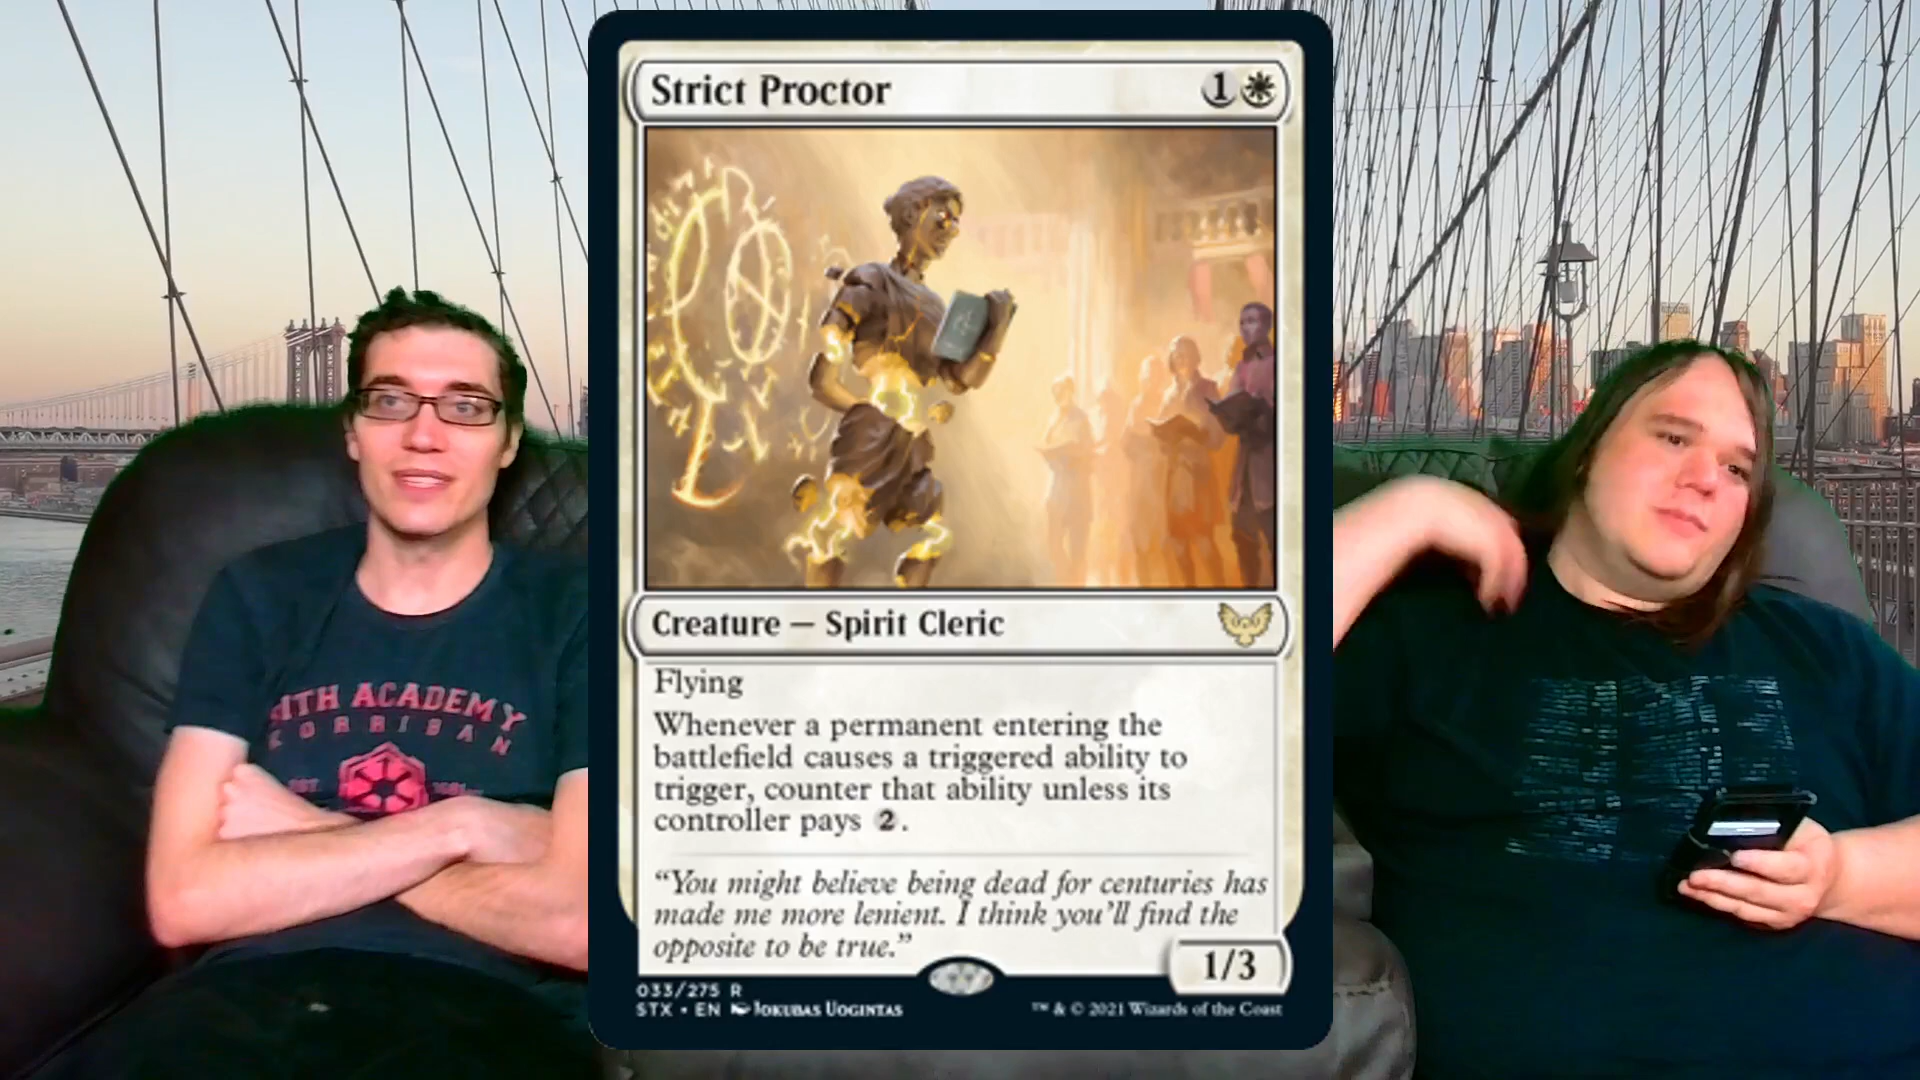 Strict Proctor
1
Creature — Spirit Cleric
Flying
Whenever a permanent entering the
battlefield causes a triggered ability to
trigger, counter that ability unless its
controller pays 2.
“You might believe being dead for centuries has
made me more lenient. I think you’ll find the
opposite to be true.”
1/3
033/275 R
STX • EN Jokubas Uogintas
™ & © 2021 Wizards of the Coast
SITH ACADEMY
KORRIBAN
EST.